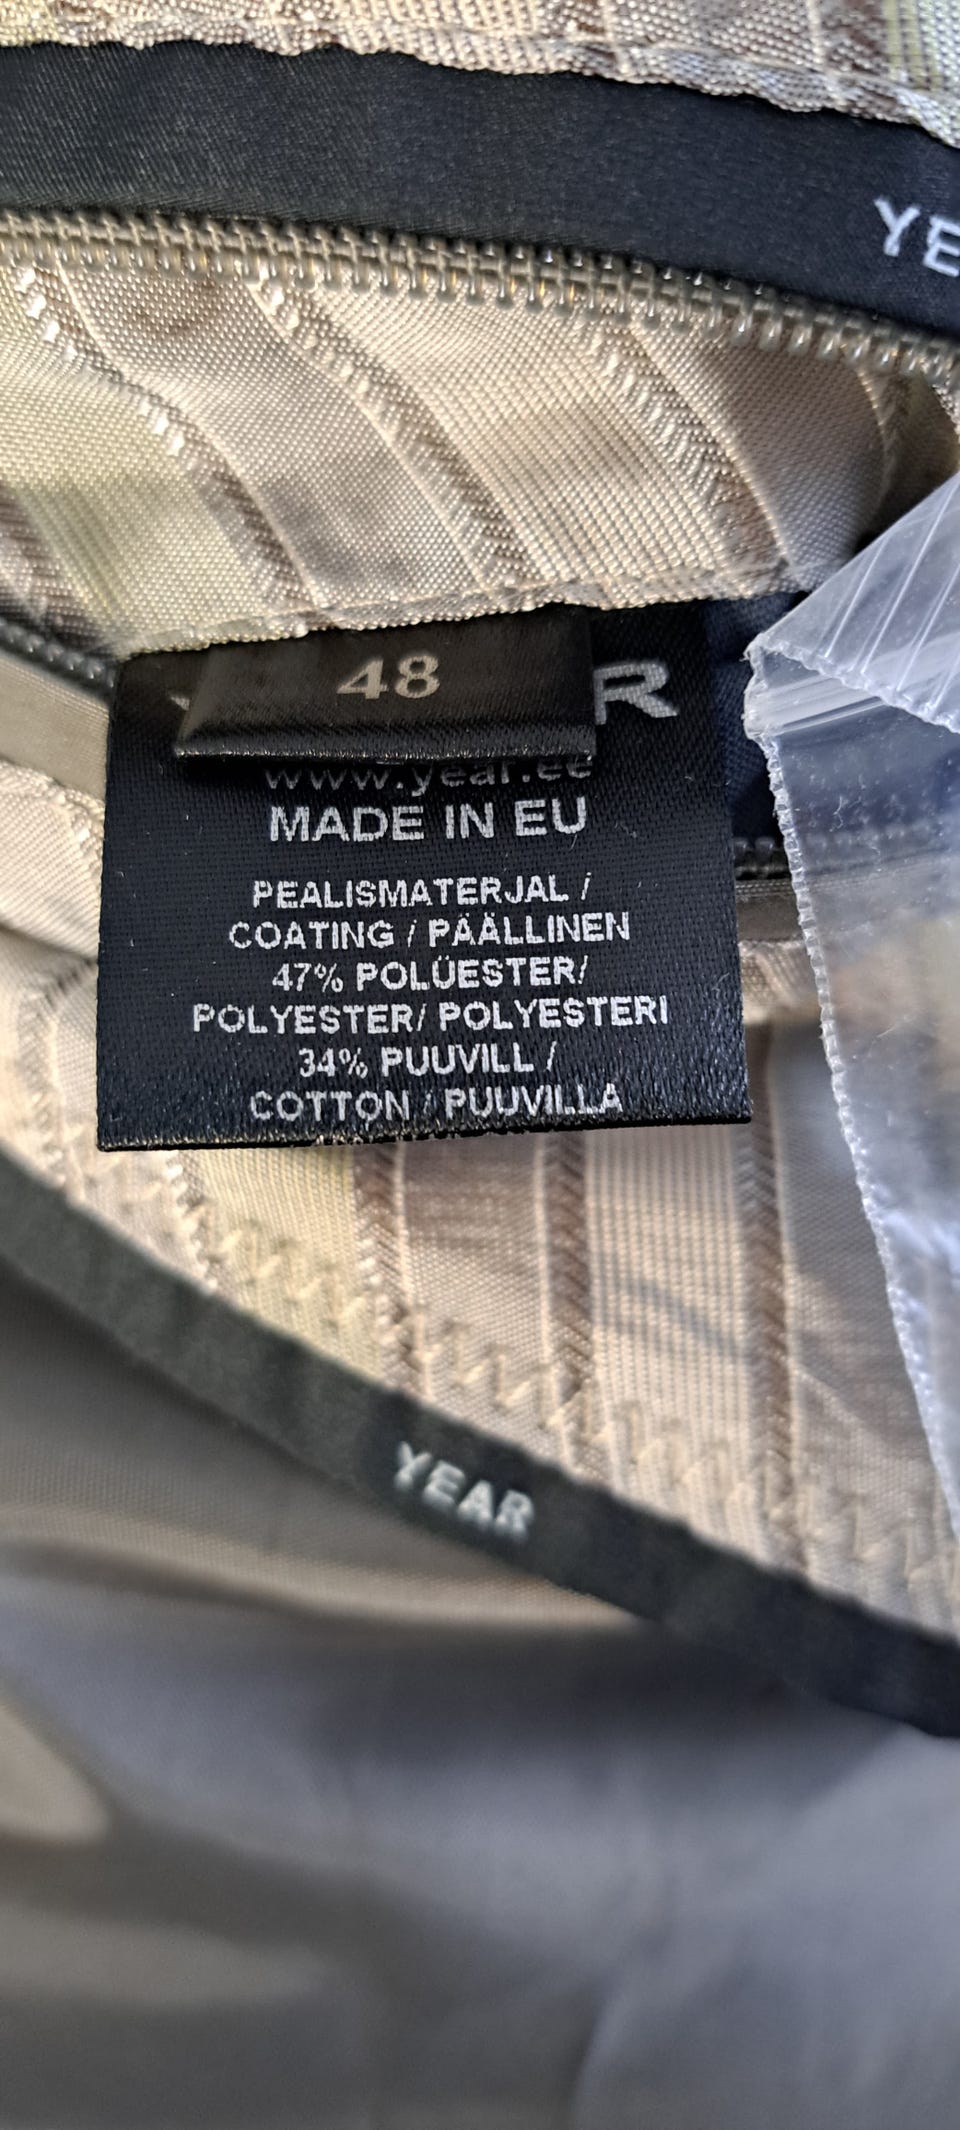 YE
48
R
www.year.ee
MADE IN EU
PEALISMATERJAL /
COATING / PÄÄLLINEN
47% POLÜESTER/
POLYESTER/ POLYESTERI
34% PUUVILL /
COTTON / PUUVILLA
YEAR